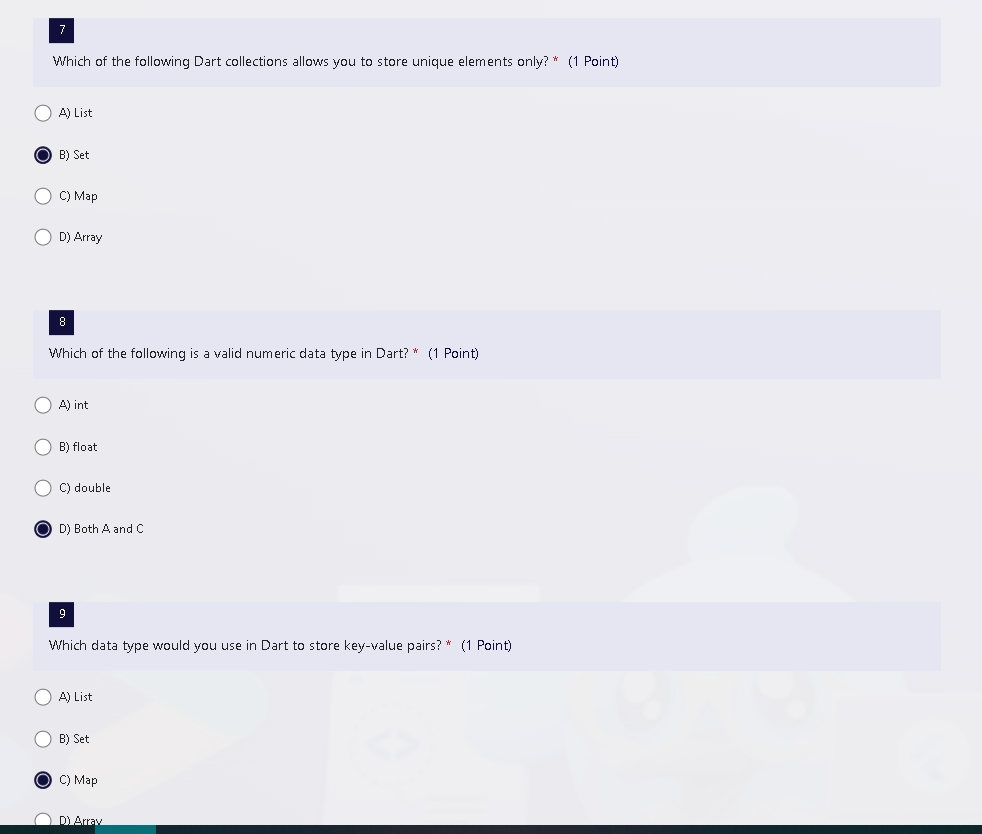 7
Which of the following Dart collections allows you to store unique elements only? * (1 Point)
A) List
B) Set
C) Map
D) Array
8
Which of the following is a valid numeric data type in Dart? * (1 Point)
A) int
B) float
C) double
D) Both A and C
9
Which data type would you use in Dart to store key-value pairs? * (1 Point)
A) List
B) Set
C) Map
D) Array